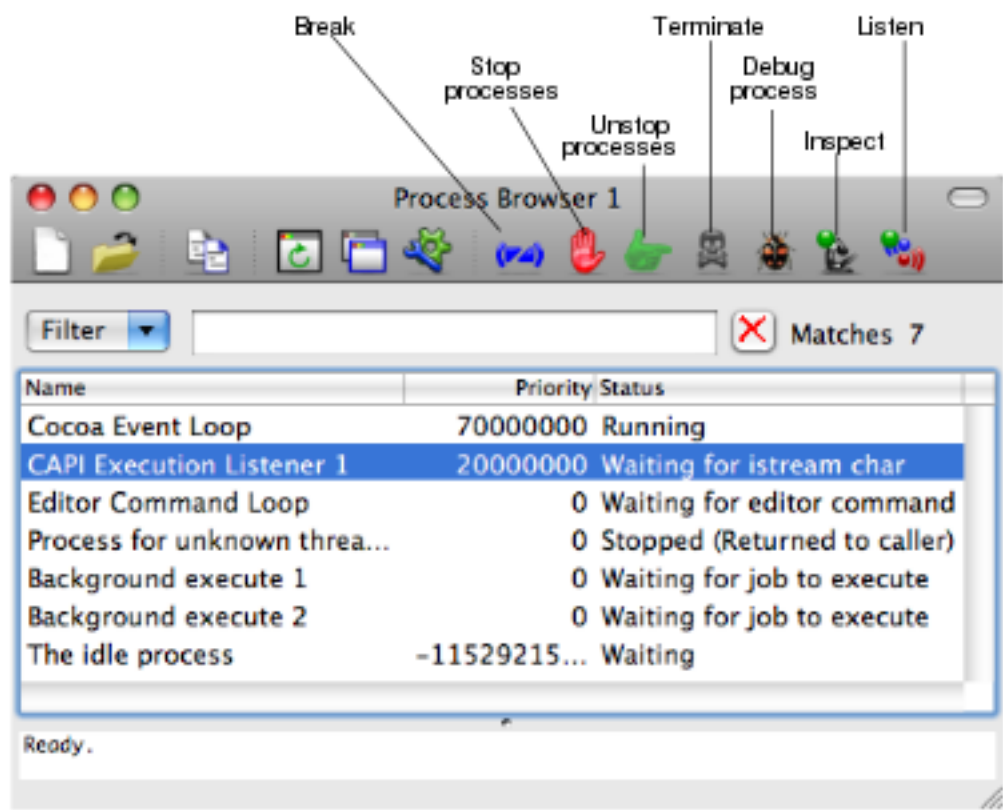 Break
Terminate
Listen
Stop
processes
Debug
process
Unstop
processes
Inspect
Process Browser 1
Filter
Matches 7
Name Priority Status
Cocoa Event Loop 70000000 Running
CAPI Execution Listener 1 20000000 Waiting for istream char
Editor Command Loop 0 Waiting for editor command
Process for unknown threa... 0 Stopped (Returned to caller)
Background execute 1 0 Waiting for job to execute
Background execute 2 0 Waiting for job to execute
The idle process -11529215... Waiting
Ready.